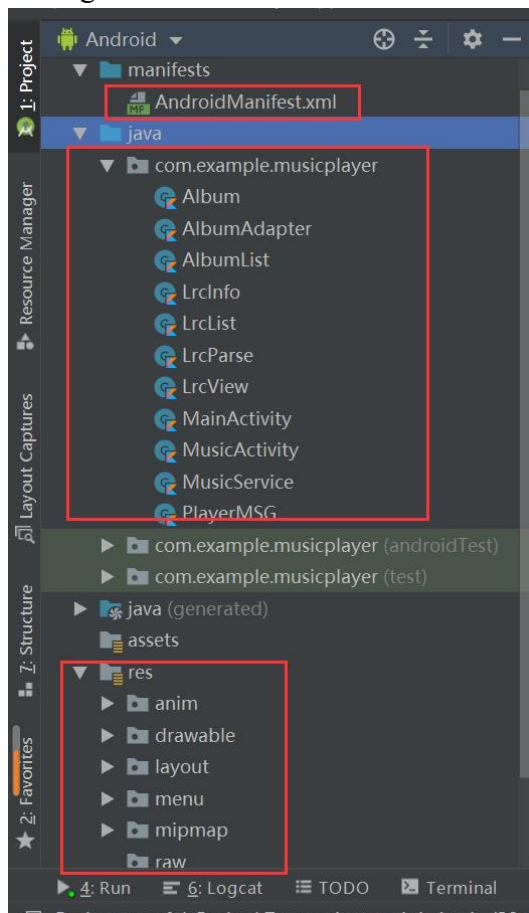 Android
1: Project
manifests
MF AndroidManifest.xml
java
com.example.musicplayer
Album
AlbumAdapter
AlbumList
LrcInfo
LrcList
LrcParse
LrcView
MainActivity
MusicActivity
MusicService
PlayerMSG
com.example.musicplayer (androidTest)
com.example.musicplayer (test)
java (generated)
assets
res
anim
drawable
layout
menu
mipmap
raw
Resource Manager
Layout Captures
7: Structure
2: Favorites
4: Run 6: Logcat TODO Terminal